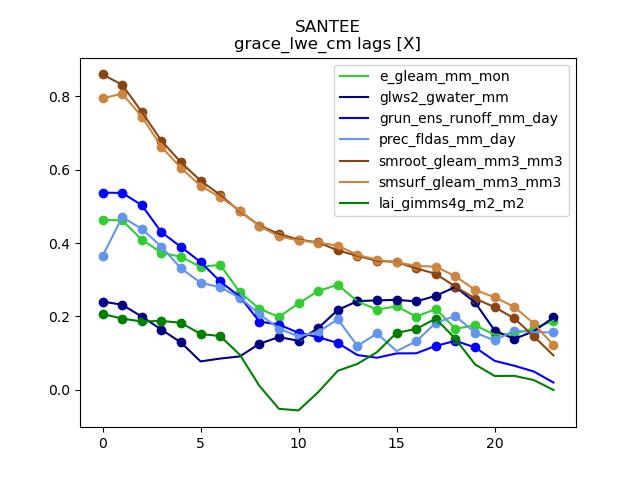 SANTEE
grace_lwe_cm lags [X]
e_gleam_mm_mon
glws2_gwater_mm
grun_ens_runoff_mm_day
prec_fldas_mm_day
smroot_gleam_mm3_mm3
smsurf_gleam_mm3_mm3
lai_gimms4g_m2_m2
0.8
0.6
0.4
0.2
0.0
0 5 10 15 20